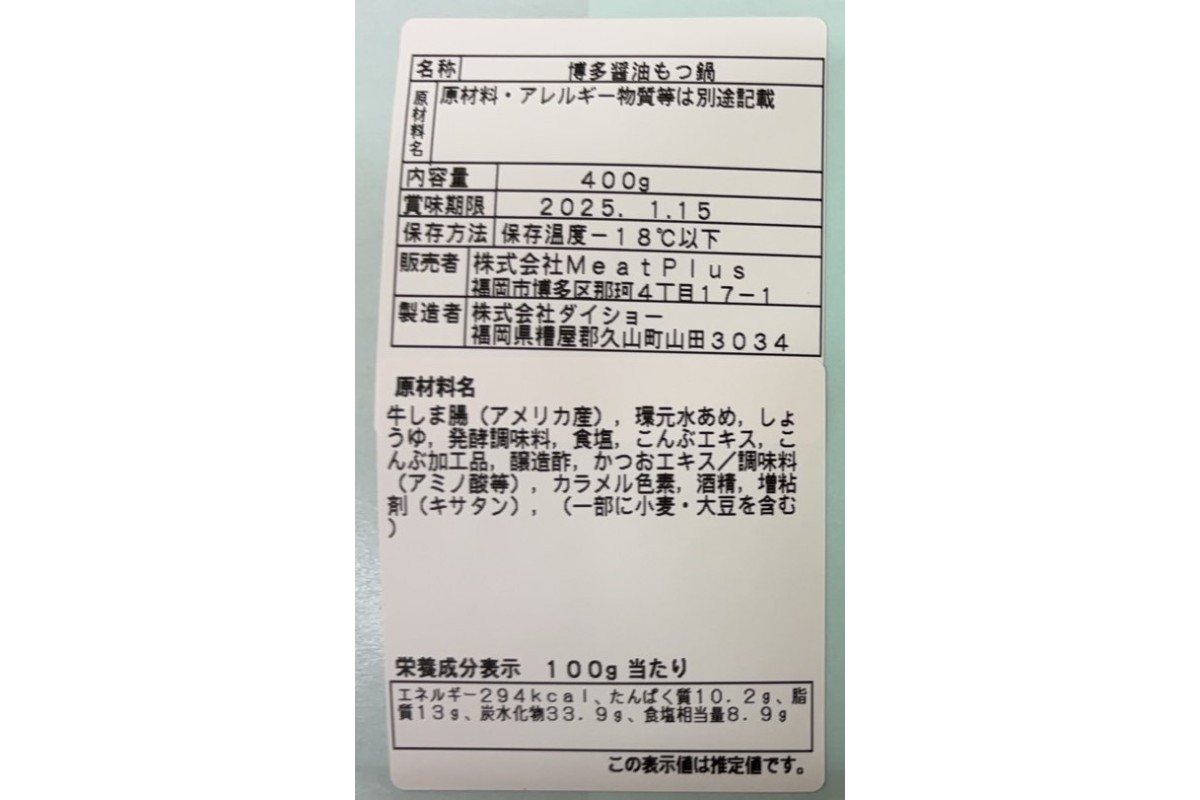 名称 博多醤油もつ鍋
原材料名 原材料・アレルギー物質等は別途記載
内容量 400g
賞味期限 2025. 1.15
保存方法 保存温度－18℃以下
販売者 株式会社MeatPlus
福岡市博多区那珂4丁目17-1
製造者 株式会社ダイショー
福岡県糟屋郡久山町山田3034
原材料名
牛しま腸（アメリカ産），還元水あめ，しょ
うゆ，発酵調味料，食塩，こんぶエキス，こ
んぶ加工品，醸造酢，かつおエキス／調味料
（アミノ酸等），カラメル色素，酒精，増粘
剤（キサタン），（一部に小麦・大豆を含む
）
栄養成分表示 100g 当たり
エネルギー294kcal、たんぱく質10.2g、脂
質13g、炭水化物33.9g、食塩相当量8.9g
この表示値は推定値です。